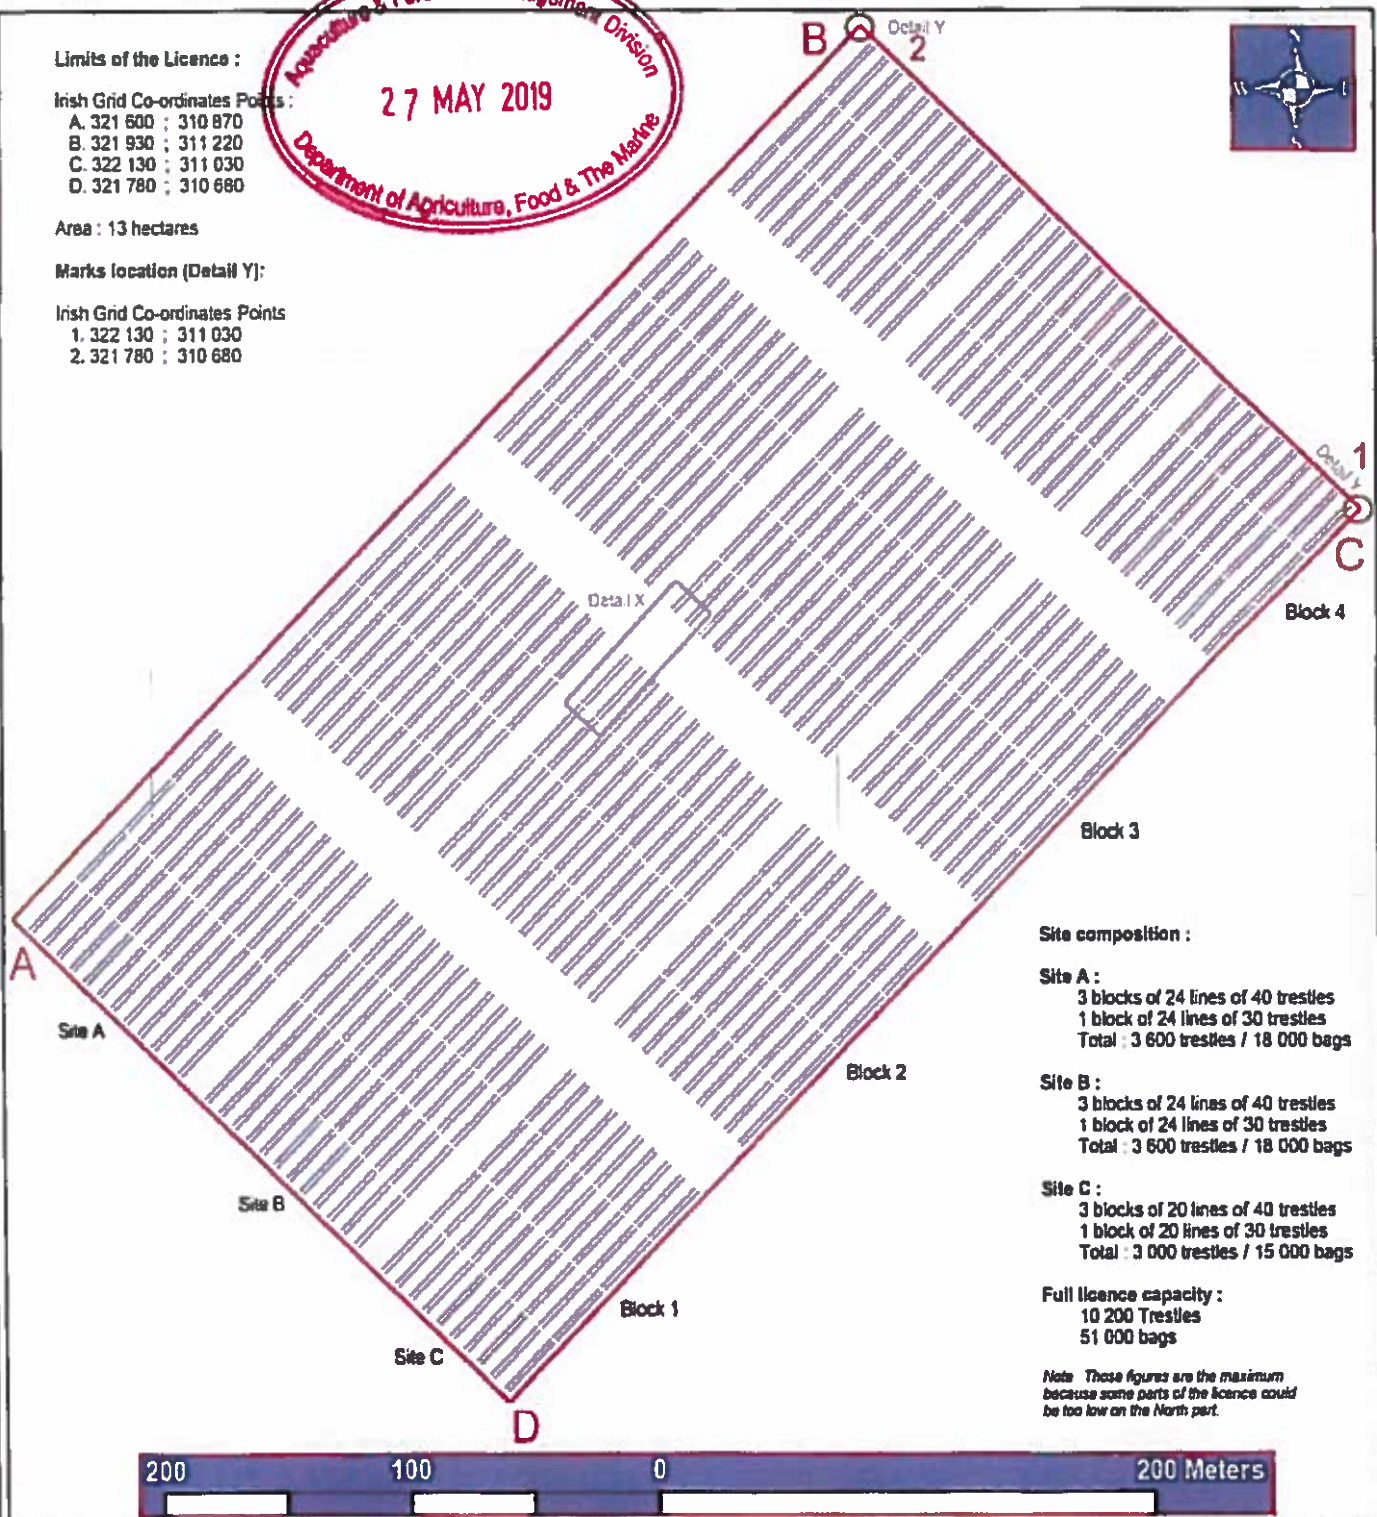 Limits of the Licence :
Irish Grid Co-ordinates Points :
A. 321 600 ; 310 870
B. 321 930 ; 311 220
C. 322 130 ; 311 030
D. 321 780 ; 310 680
Area : 13 hectares
Marks location (Detail Y):
Irish Grid Co-ordinates Points
1. 322 130 ; 311 030
2. 321 780 ; 310 680
Aquaculture & Division
27 MAY 2019
Department of Agriculture, Food & The Marine
B
Detail Y
2
Detail Y
1
C
Block 4
Detail X
Block 3
A
Site A
Block 2
Site B
Block 1
Site C
D
Site composition :
Site A :
3 blocks of 24 lines of 40 trestles
1 block of 24 lines of 30 trestles
Total : 3 600 trestles / 18 000 bags
Site B :
3 blocks of 24 lines of 40 trestles
1 block of 24 lines of 30 trestles
Total : 3 600 trestles / 18 000 bags
Site C :
3 blocks of 20 lines of 40 trestles
1 block of 20 lines of 30 trestles
Total : 3 000 trestles / 15 000 bags
Full licence capacity :
10 200 Trestles
51 000 bags
Note Those figures are the maximum
because some parts of the licence could
be too low on the North part.
200 100 0 200 Meters